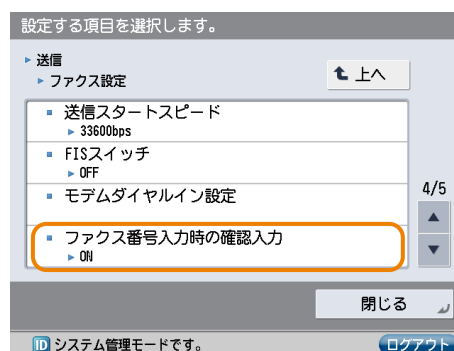 設定する項目を選択します。
▶ 送信
▶ ファクス設定
上へ
▪ 送信スタートスピード
▶ 33600bps
▪ FISスイッチ
▶ OFF
▪ モデムダイヤルイン設定
4/5
▲
▪ ファクス番号入力時の確認入力
▶ ON
▼
閉じる
ID システム管理モードです。
ログアウト